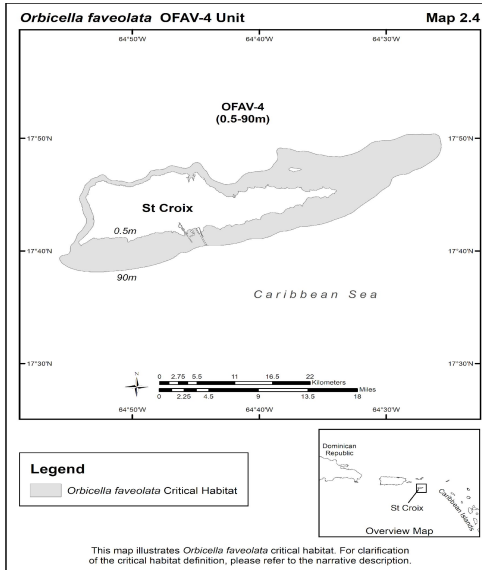 Orbicella faveolata OFAV-4 Unit Map 2.4
64°50'W 64°40'W 64°30'W
OFAV-4
(0.5-90m)
17°50'N 17°50'N
St Croix
0.5m
17°40'N 17°40'N
90m
Caribbean Sea
17°30'N 17°30'N
N
0 2.75 5.5 11 16.5 22
Kilometers
Miles
0 2.25 4.5 9 13.5 18
64°50'W 64°40'W 64°30'W
Legend
Orbicella faveolata Critical Habitat
Dominican
Republic
Caribbean Islands
St Croix
Overview Map
This map illustrates Orbicella faveolata critical habitat. For clarification
of the critical habitat definition, please refer to the narrative description.